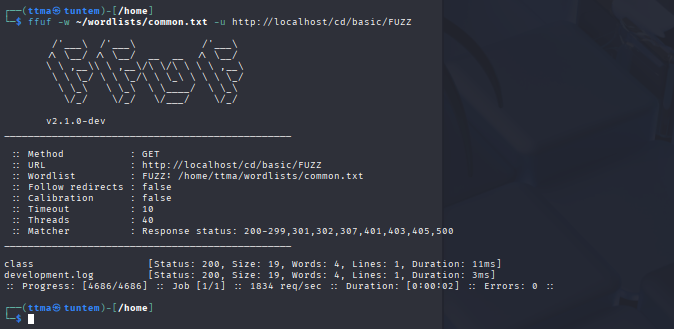 ┌──(ttma㉿tuntem)-[/home]
└─$ ffuf -w ~/wordlists/common.txt -u http://localhost/cd/basic/FUZZ

        /'___\  /'___\           /'___\
       /\ \__/ /\ \__/  __  __  /\ \__/
       \ \ ,__\\ \ ,__\/\ \/\ \ \ \ ,__\
        \ \ \_/ \ \ \_/\ \ \_\ \ \ \ \_/
         \ \_\   \ \_\  \ \____/  \ \_\
          \/_/    \/_/   \/___/    \/_/

       v2.1.0-dev
________________________________________________

 :: Method           : GET
 :: URL              : http://localhost/cd/basic/FUZZ
 :: Wordlist         : FUZZ: /home/ttma/wordlists/common.txt
 :: Follow redirects : false
 :: Calibration      : false
 :: Timeout          : 10
 :: Threads          : 40
 :: Matcher          : Response status: 200-299,301,302,307,401,403,405,500
________________________________________________

class                   [Status: 200, Size: 19, Words: 4, Lines: 1, Duration: 11ms]
development.log         [Status: 200, Size: 19, Words: 4, Lines: 1, Duration: 3ms]
:: Progress: [4686/4686] :: Job [1/1] :: 1834 req/sec :: Duration: [0:00:02] :: Errors: 0 ::

┌──(ttma㉿tuntem)-[/home]
└─$